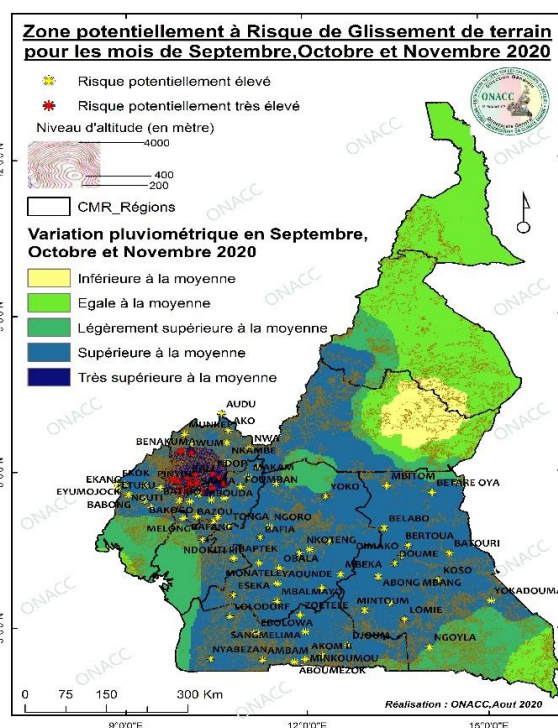 Zone potentiellement à Risque de Glissement de terrain
pour les mois de Septembre,Octobre et Novembre 2020
Risque potentiellement élevé
Risque potentiellement très élevé
Niveau d'altitude (en mètre)
4000
400
200
CMR_Régions
ONACC
Variation pluviométrique en Septembre,
Octobre et Novembre 2020
Inférieure à la moyenne
Egale à la moyenne
Légèrement supérieure à la moyenne
Supérieure à la moyenne
Très supérieure à la moyenne
AUDU
AKO
BENAKUMA
WUM
NWA
NKAMBE
MAKAM
FOUMBAN
EKOK
EKANG
EYUMOJOCK
NGUTI
BABONG
BAKOGO
BAZOU
MELONG
BAFANG
TONGA
NGORO
BAFIA
YOKO
MBITOM
BETARE OYA
BELABO
BERTOUA
BATOURI
DIMAKO
DOUME
NKOTENG
OBALA
MBEKA
KOSO
ABONG MBANG
YOKADOUMA
MONATELE
YAOUNDE
ESEKA
MBALMAYO
MINTOUM
LOLODORF
ZOETELE
LOMIE
EBOLOWA
SANGMELIMA
DJOUM
NGOYLA
NYABEZAN
AMBAM
AKOM II
MINKOUMOU
ABOUMEZOK
0 75 150 300 Km
Réalisation : ONACC,Aout 2020
9°0'0"E 12°0'0"E 15°0'0"E